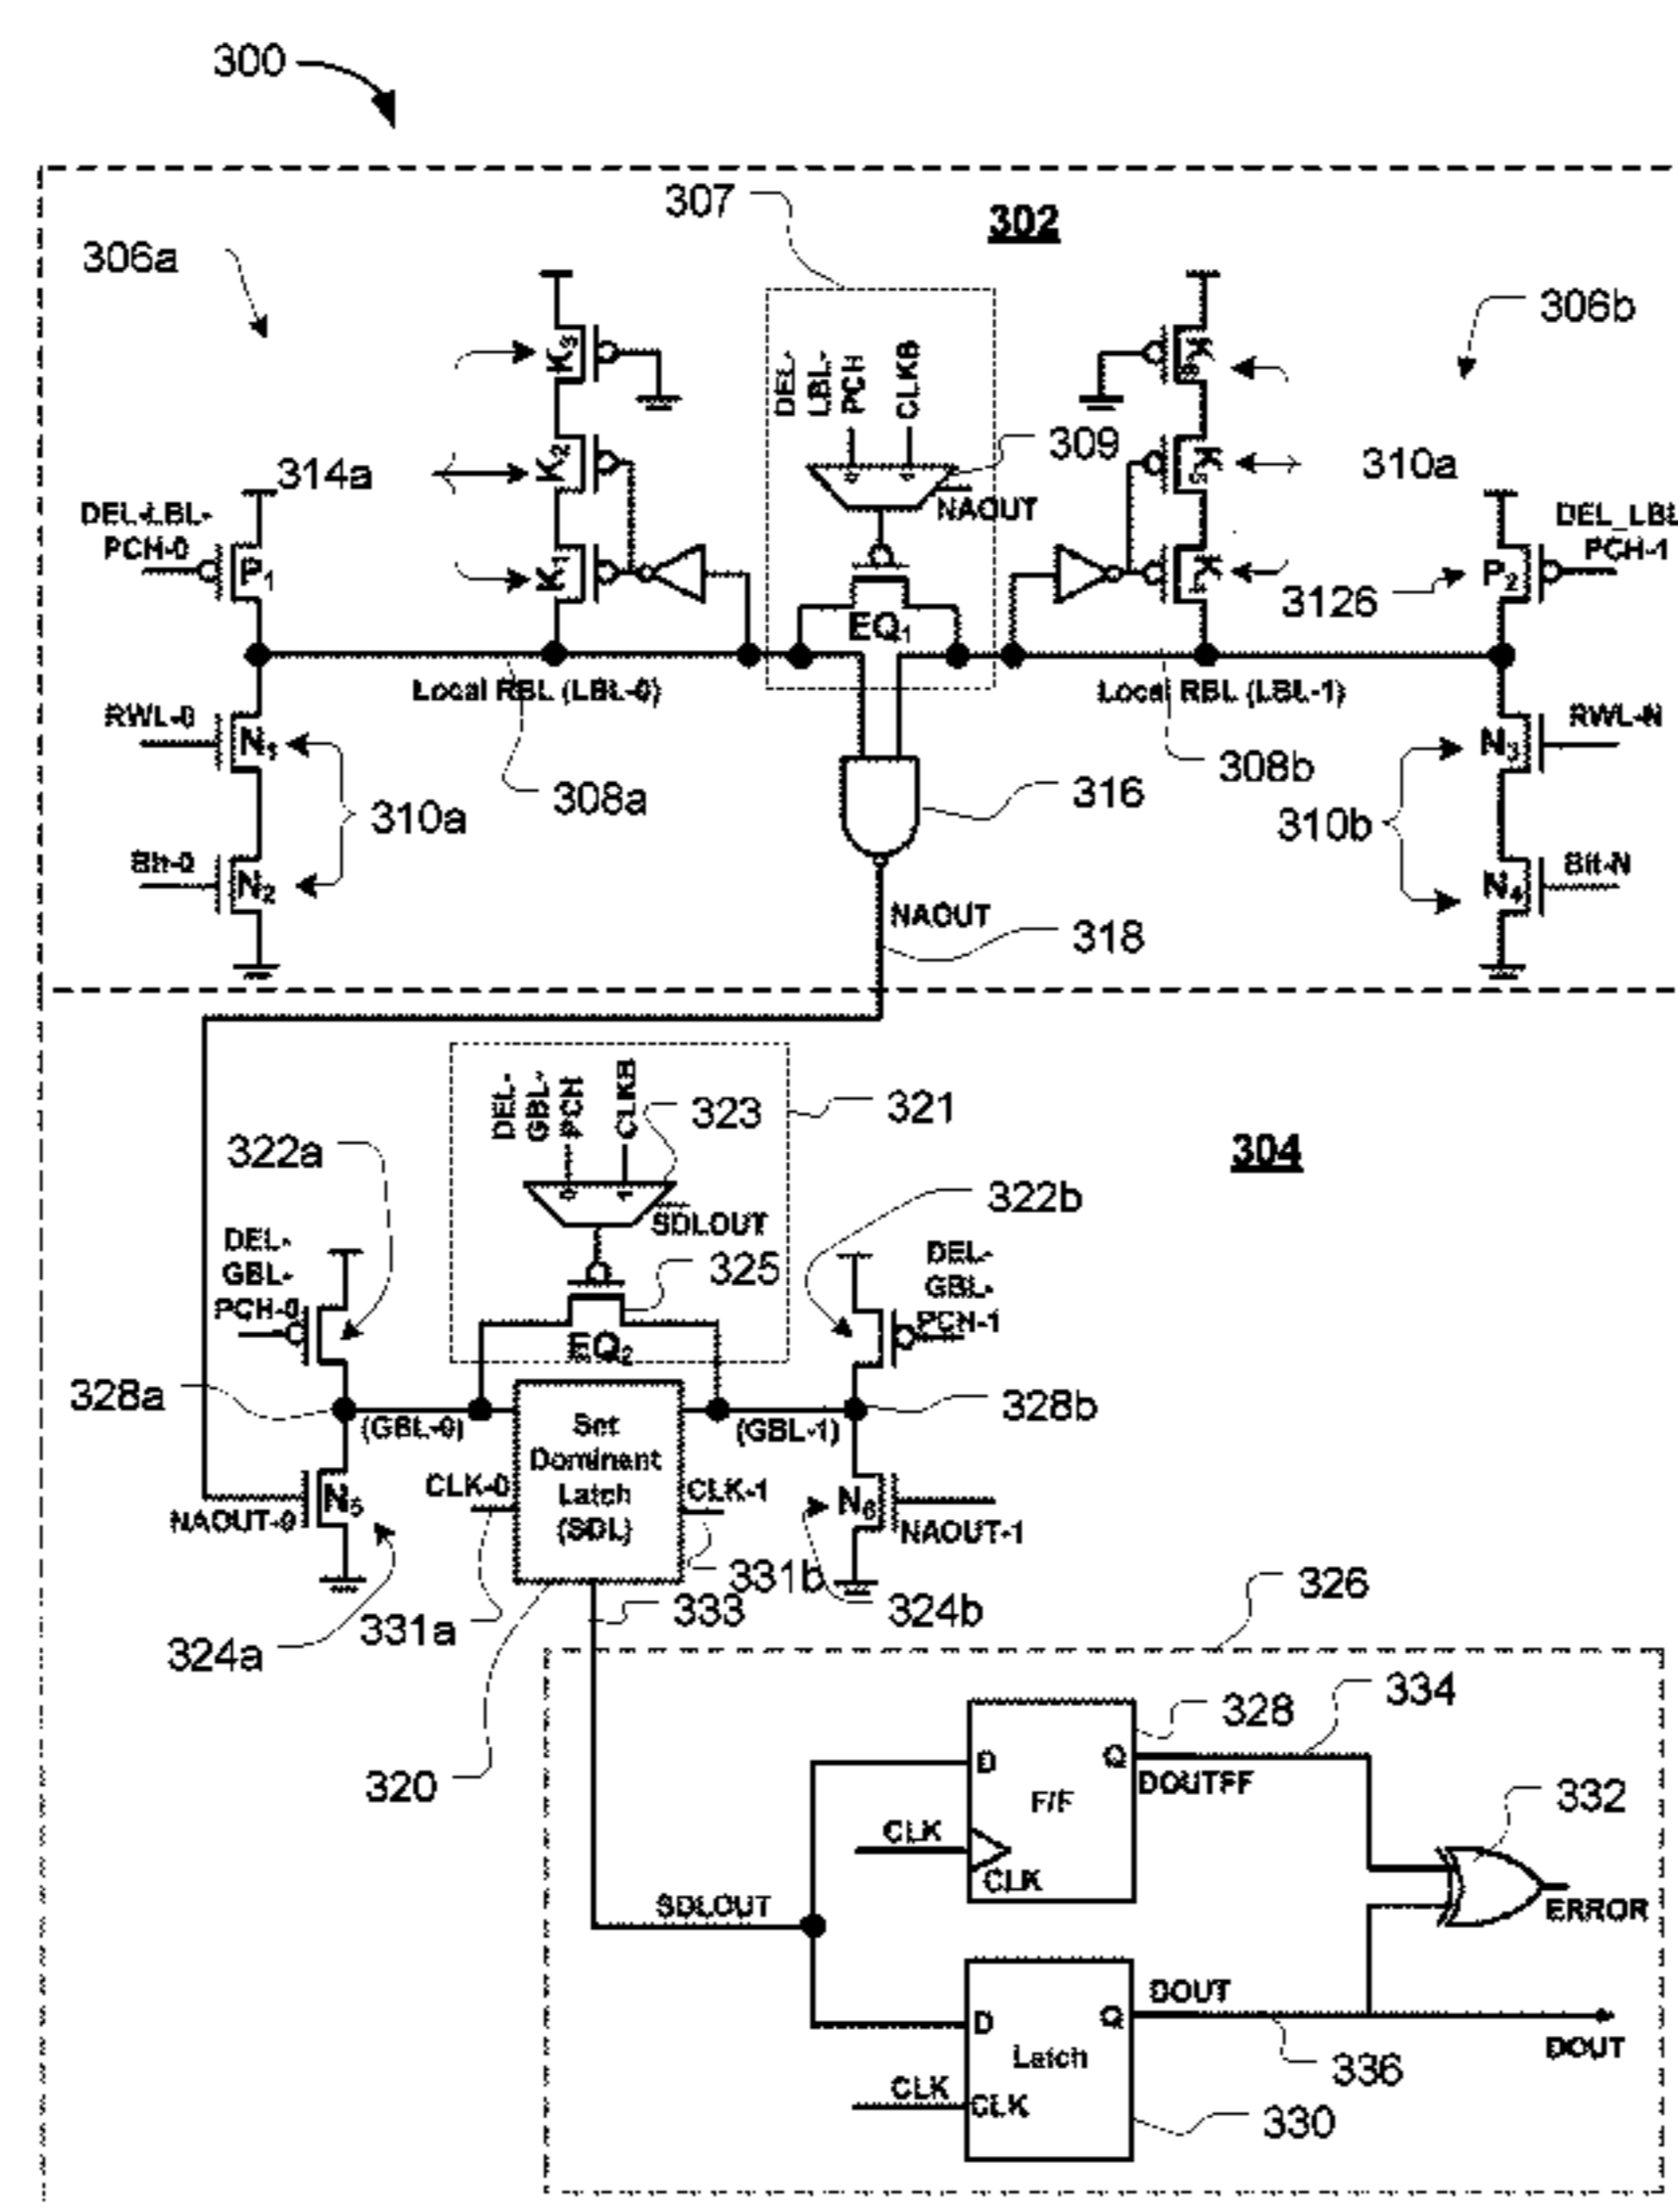 300
302
307
306a
306b
DEL-
LBL-
PCH
CLKB
0
1
309
NAOUT
314a
310a
K3
K2
K1
DEL-LBL-
PCH-0
P1
DEL_LBL
PCH-1
P2
3126
EQ1
Local RBL (LBL-0)
Local RBL (LBL-1)
RWL-0
N1
RWL-N
N3
308a
308b
316
310a
310b
Bit-0
N2
Bit-N
N4
NAOUT
318
304
DEL-
GBL-
PCH
CLKB
0
1
323
321
322a
322b
SDLOUT
325
DEL-
GBL-
PCH-0
DEL-
GBL-
PCH-1
EQ2
328a
328b
(GBL-0)
(GBL-1)
Set
Dominant
Latch
(SDL)
CLK-0
CLK-1
N5
N6
NAOUT-0
NAOUT-1
331a
331b
333
324a
324b
326
320
328
334
D
Q
F/F
DOUTFF
CLK
CLK
332
ERROR
SDLOUT
D
Q
DOUT
Latch
DOUT
336
CLK
CLK
330